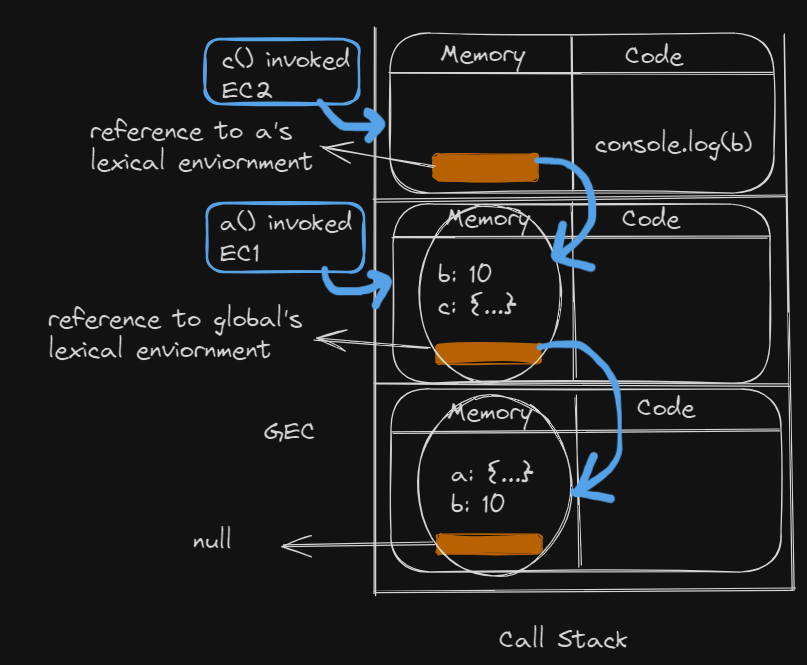 c() invoked
EC2
Memory
Code
reference to a's
lexical enviornment
console.log(b)
a() invoked
EC1
Memory
Code
b: 10
c: {...}
reference to global's
lexical enviornment
Memory
Code
GEC
a: {...}
b: 10
null
Call Stack